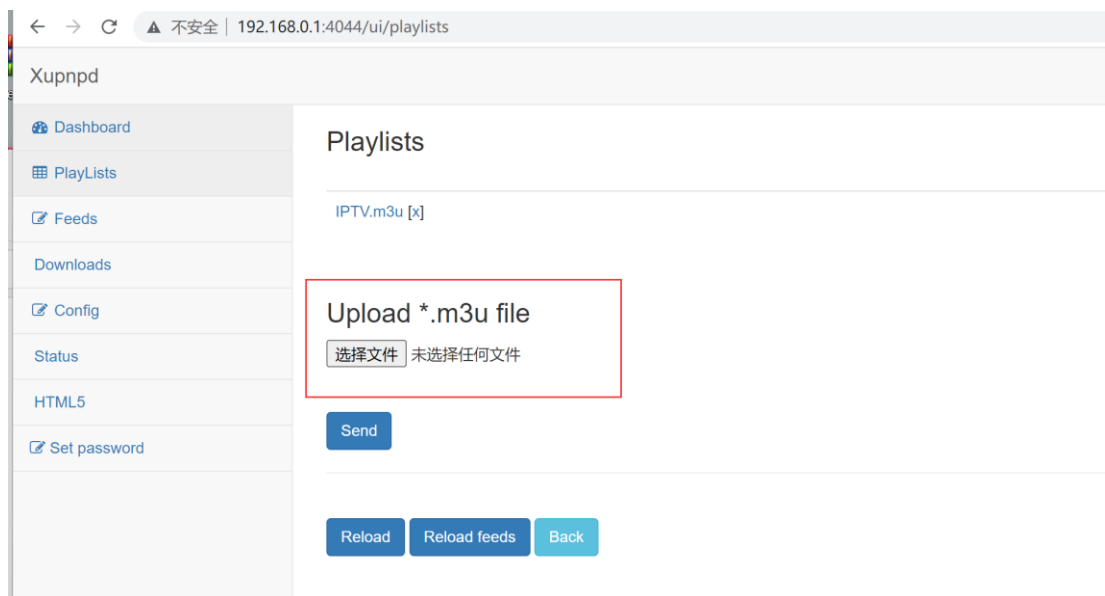 不安全 | 192.168.0.1:4044/ui/playlists
Xupnpd
Dashboard
PlayLists
Feeds
Downloads
Config
Status
HTML5
Set password
Playlists
IPTV.m3u [x]
Upload *.m3u file
选择文件 未选择任何文件
Send
Reload Reload feeds Back